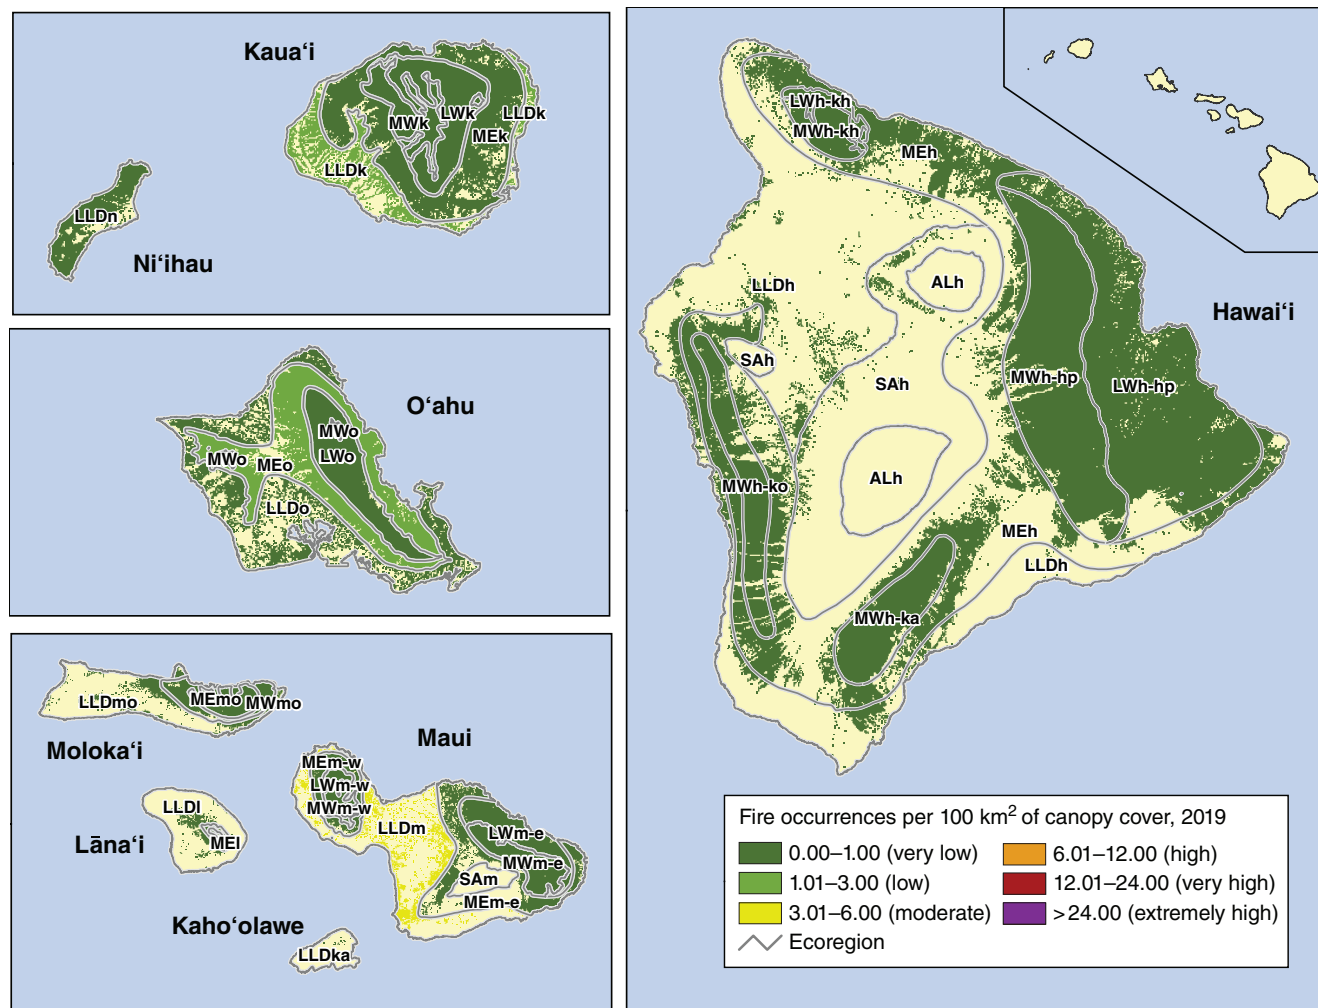 Kauaʻi
MWk
LWk
MEk
LLDk
LLDk
LLDn
Niʻihau
Oʻahu
MWo
LWo
MWo
MEo
LLDo
LLDmo
MEmo
MWmo
Molokaʻi
Maui
MEm-w
LWm-w
MWm-w
LLDl
MEl
Lānaʻi
LLDm
LWm-e
MWm-e
SAm
MEm-e
Kahoʻolawe
LLDka
LWh-kh
MWh-kh
MEh
ALh
LLDh
Hawaiʻi
SAh
SAh
MWh-hp
LWh-hp
MWh-ko
ALh
MEh
LLDh
MWh-ka
Fire occurrences per 100 km² of canopy cover, 2019
0.00–1.00 (very low)
1.01–3.00 (low)
3.01–6.00 (moderate)
6.01–12.00 (high)
12.01–24.00 (very high)
>24.00 (extremely high)
Ecoregion